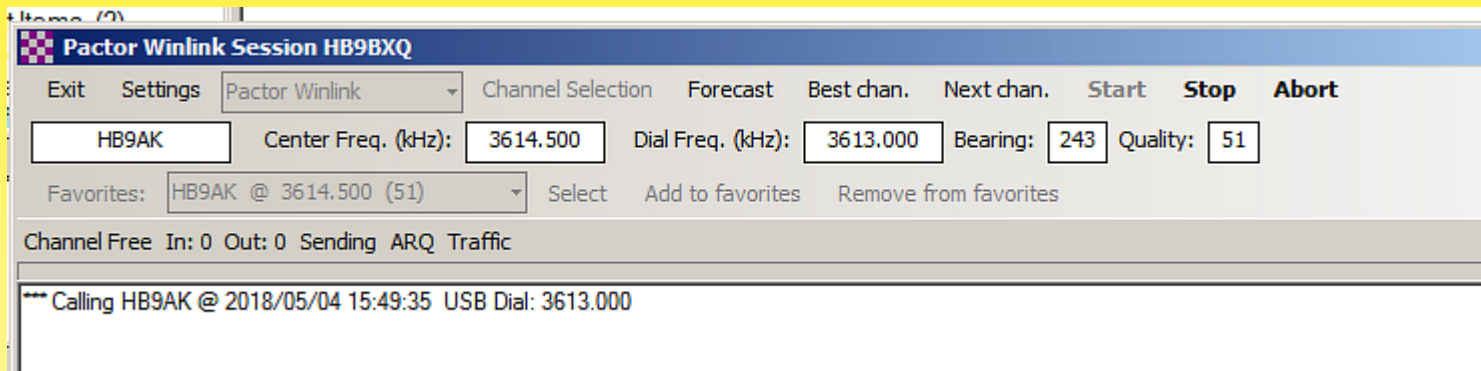 (2)
Pactor Winlink Session HB9BXQ
Exit Settings Pactor Winlink Channel Selection Forecast Best chan. Next chan. Start Stop Abort
HB9AK Center Freq. (kHz): 3614.500 Dial Freq. (kHz): 3613.000 Bearing: 243 Quality: 51
Favorites: HB9AK @ 3614.500 (51) Select Add to favorites Remove from favorites
Channel Free In: 0 Out: 0 Sending ARQ Traffic
*** Calling HB9AK @ 2018/05/04 15:49:35 USB Dial: 3613.000